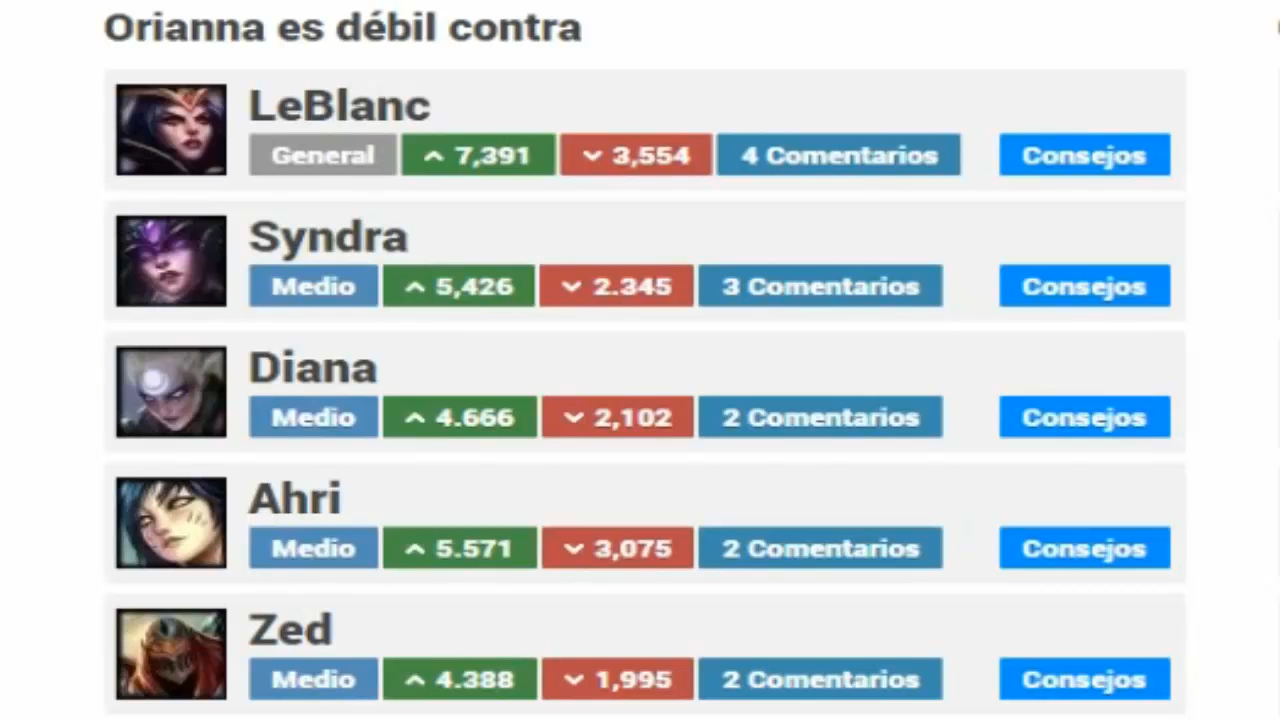 Orianna es débil contra
LeBlanc
General 7,391 3,554 4 Comentarios Consejos
Syndra
Medio 5,426 2.345 3 Comentarios Consejos
Diana
Medio 4.666 2,102 2 Comentarios Consejos
Ahri
Medio 5.571 3,075 2 Comentarios Consejos
Zed
Medio 4.388 1,995 2 Comentarios Consejos